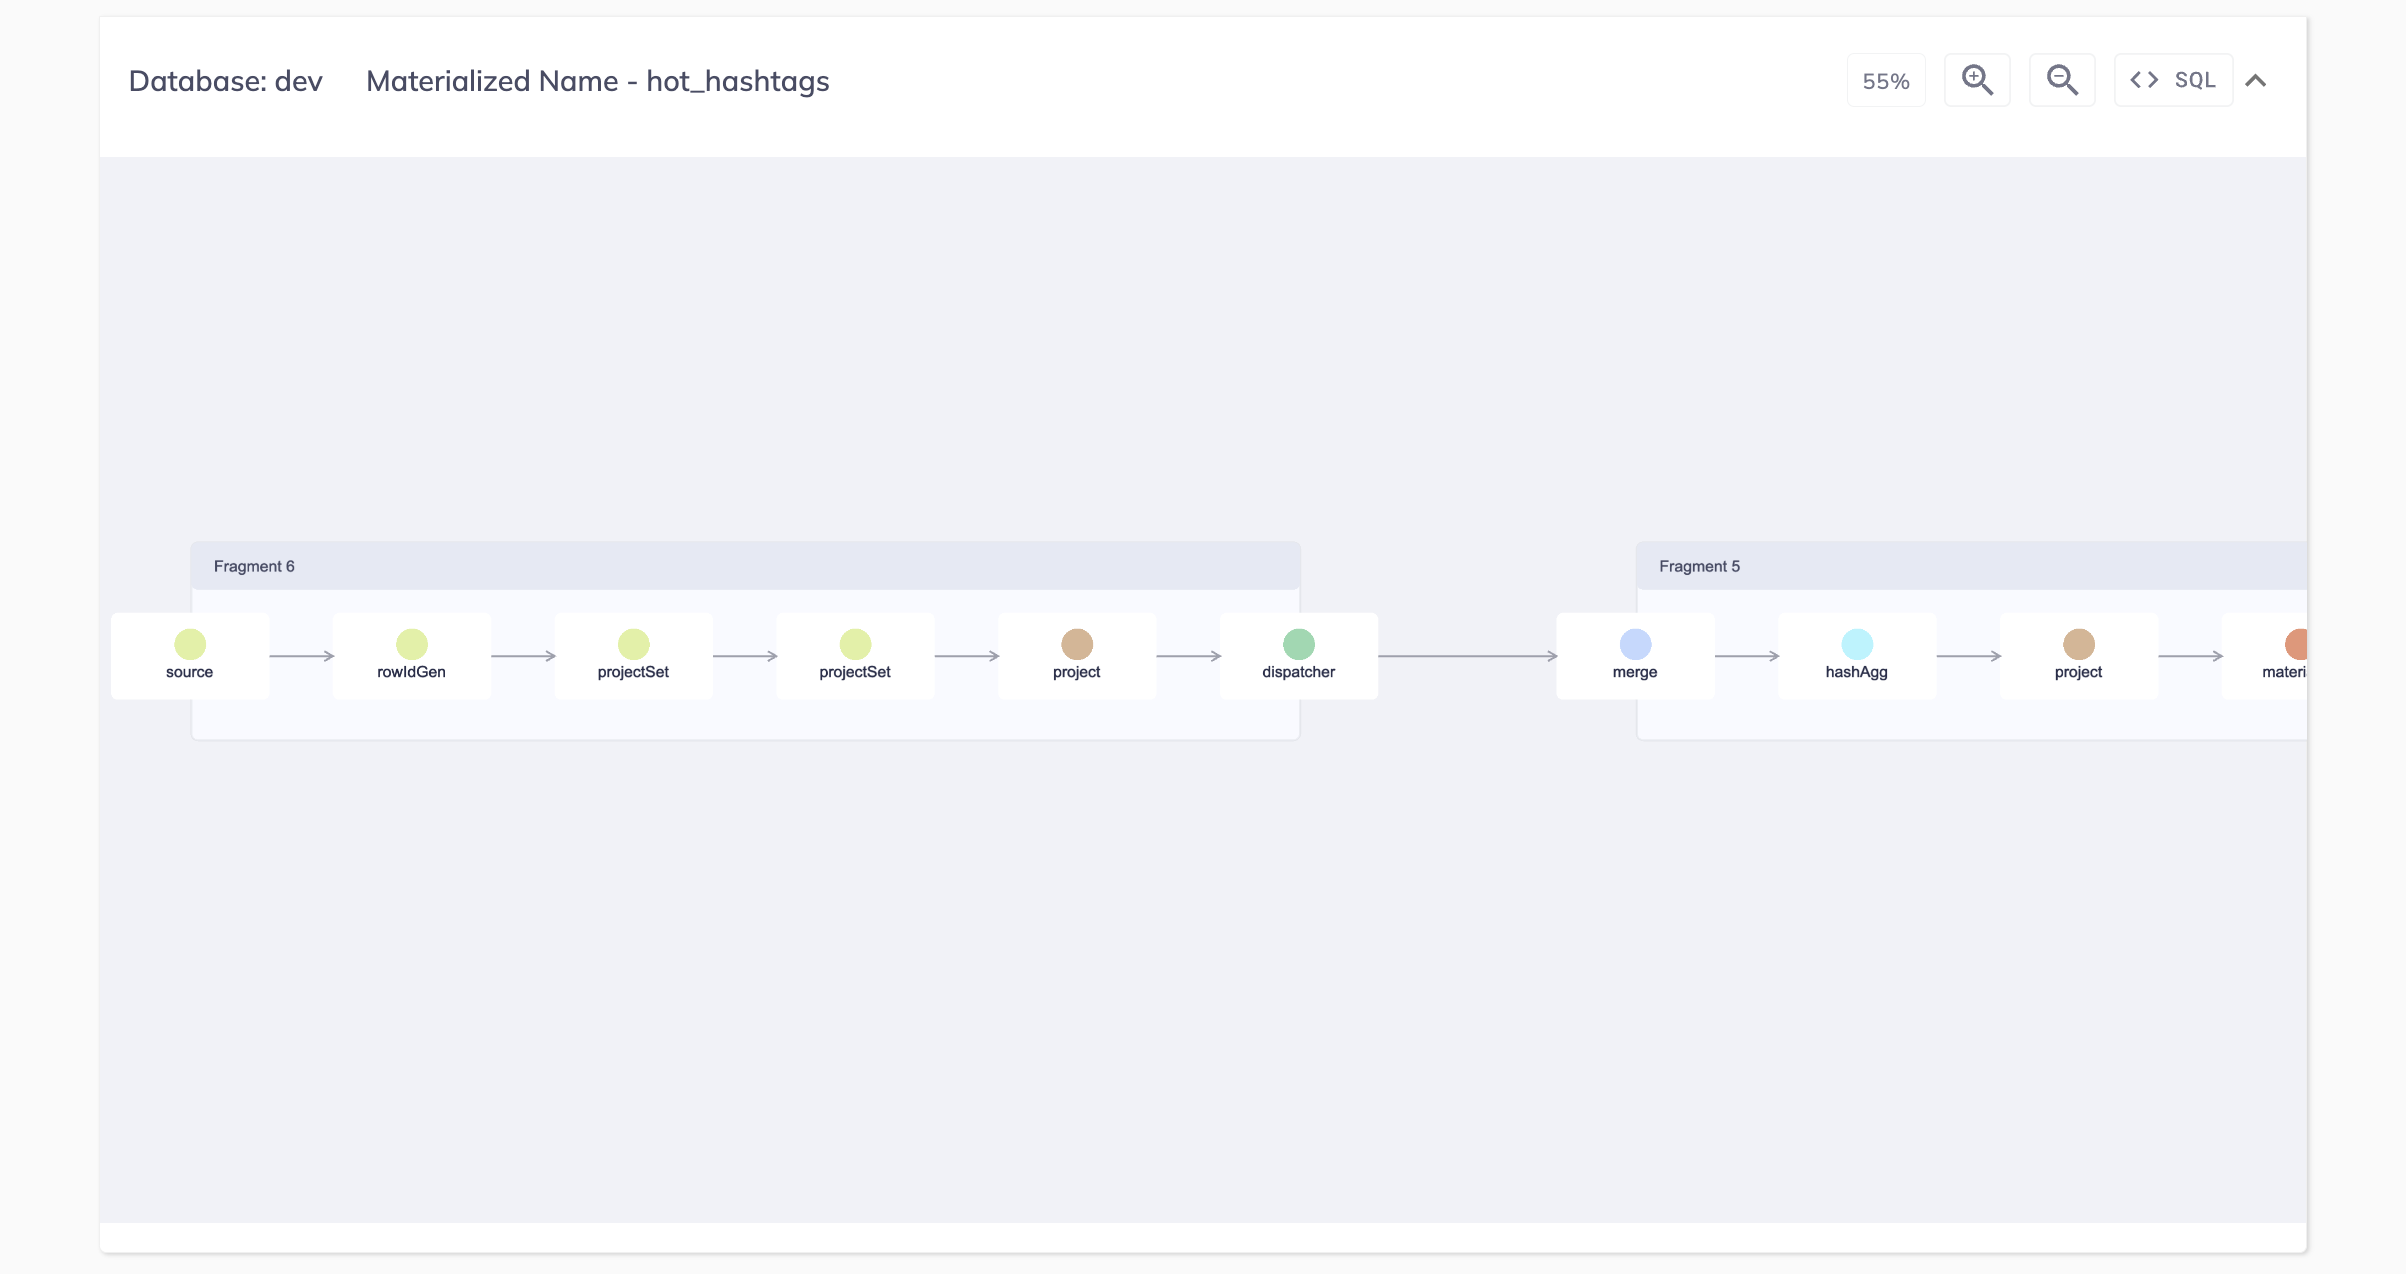 Database: dev Materialized Name - hot_hashtags
55% SQL
Fragment 6
Fragment 5
source rowIdGen projectSet projectSet project dispatcher merge hashAgg project materi